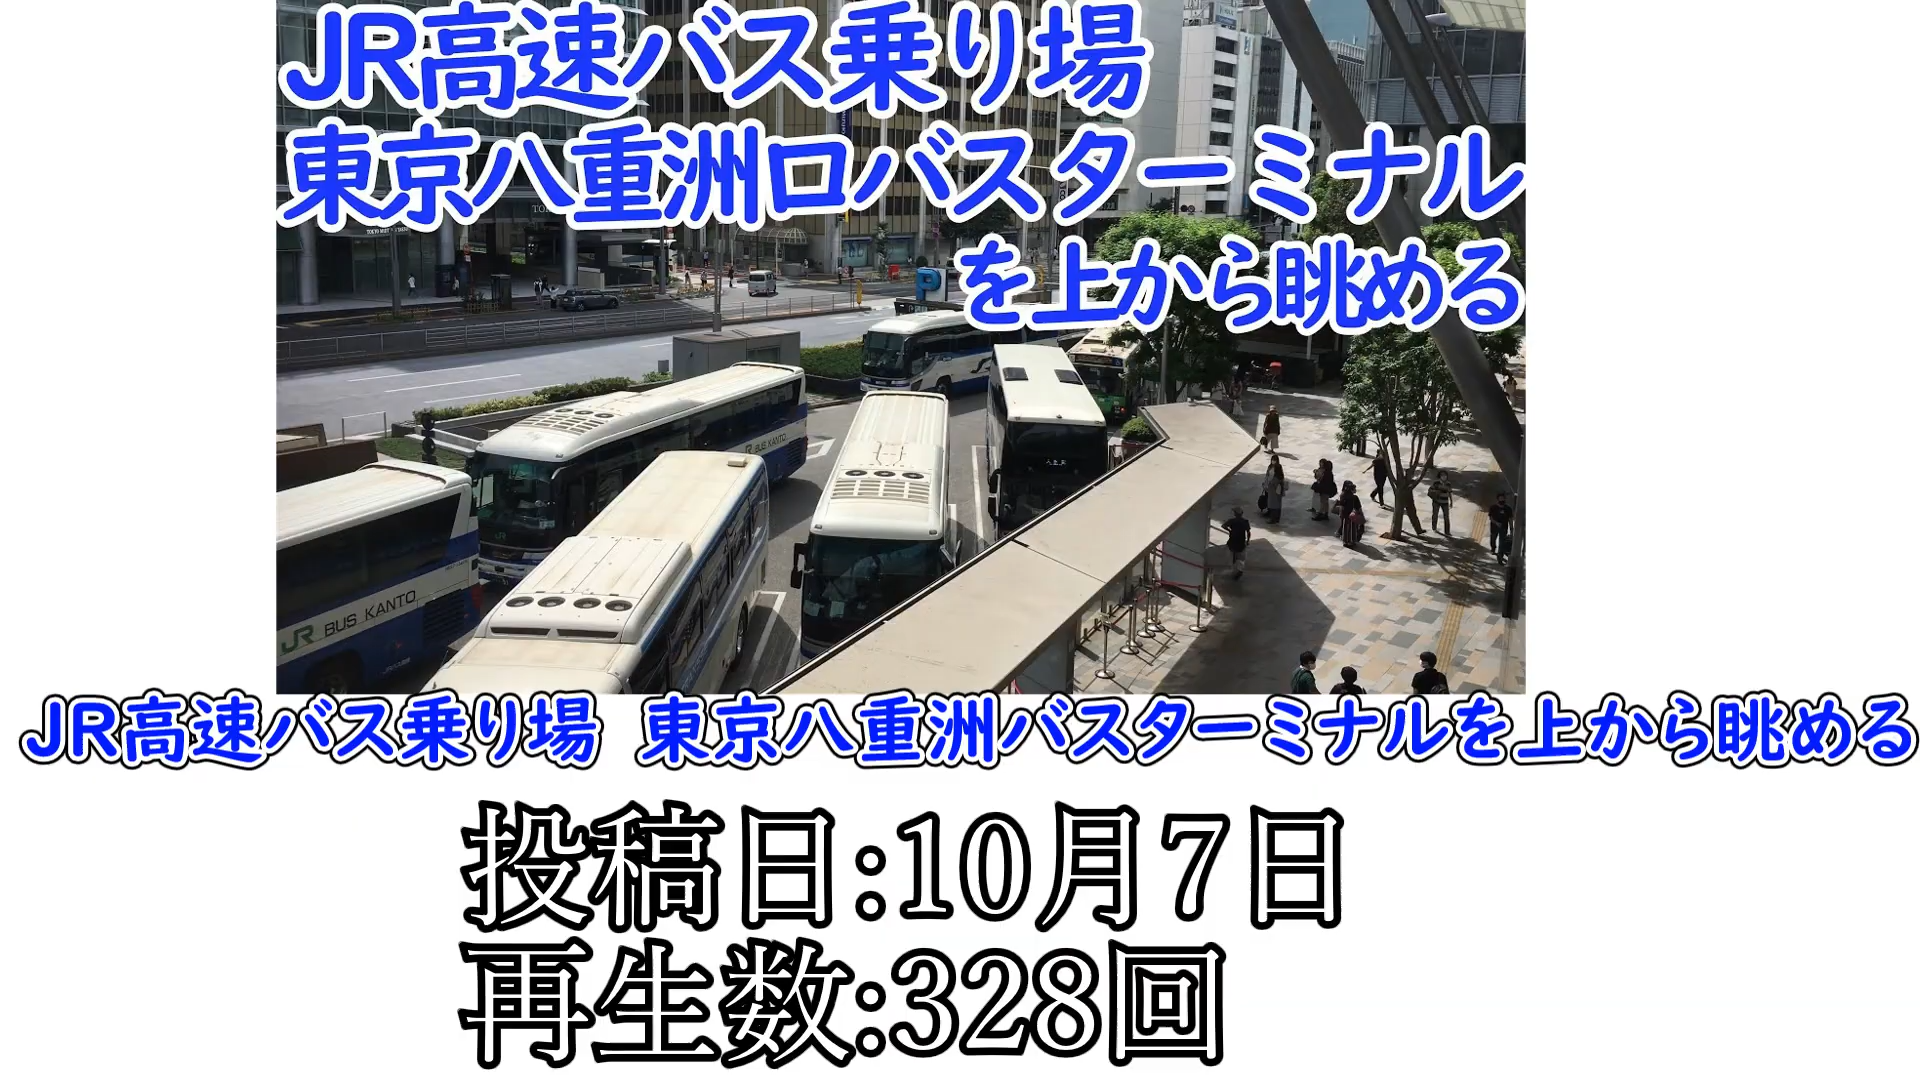 JR高速バス乗り場
東京八重洲口バスターミナル
を上から眺める
P
JR BUS KANTO
JR
JR BUS KANTO
JR高速バス乗り場 東京八重洲バスターミナルを上から眺める
投稿日:10月7日
再生数:328回